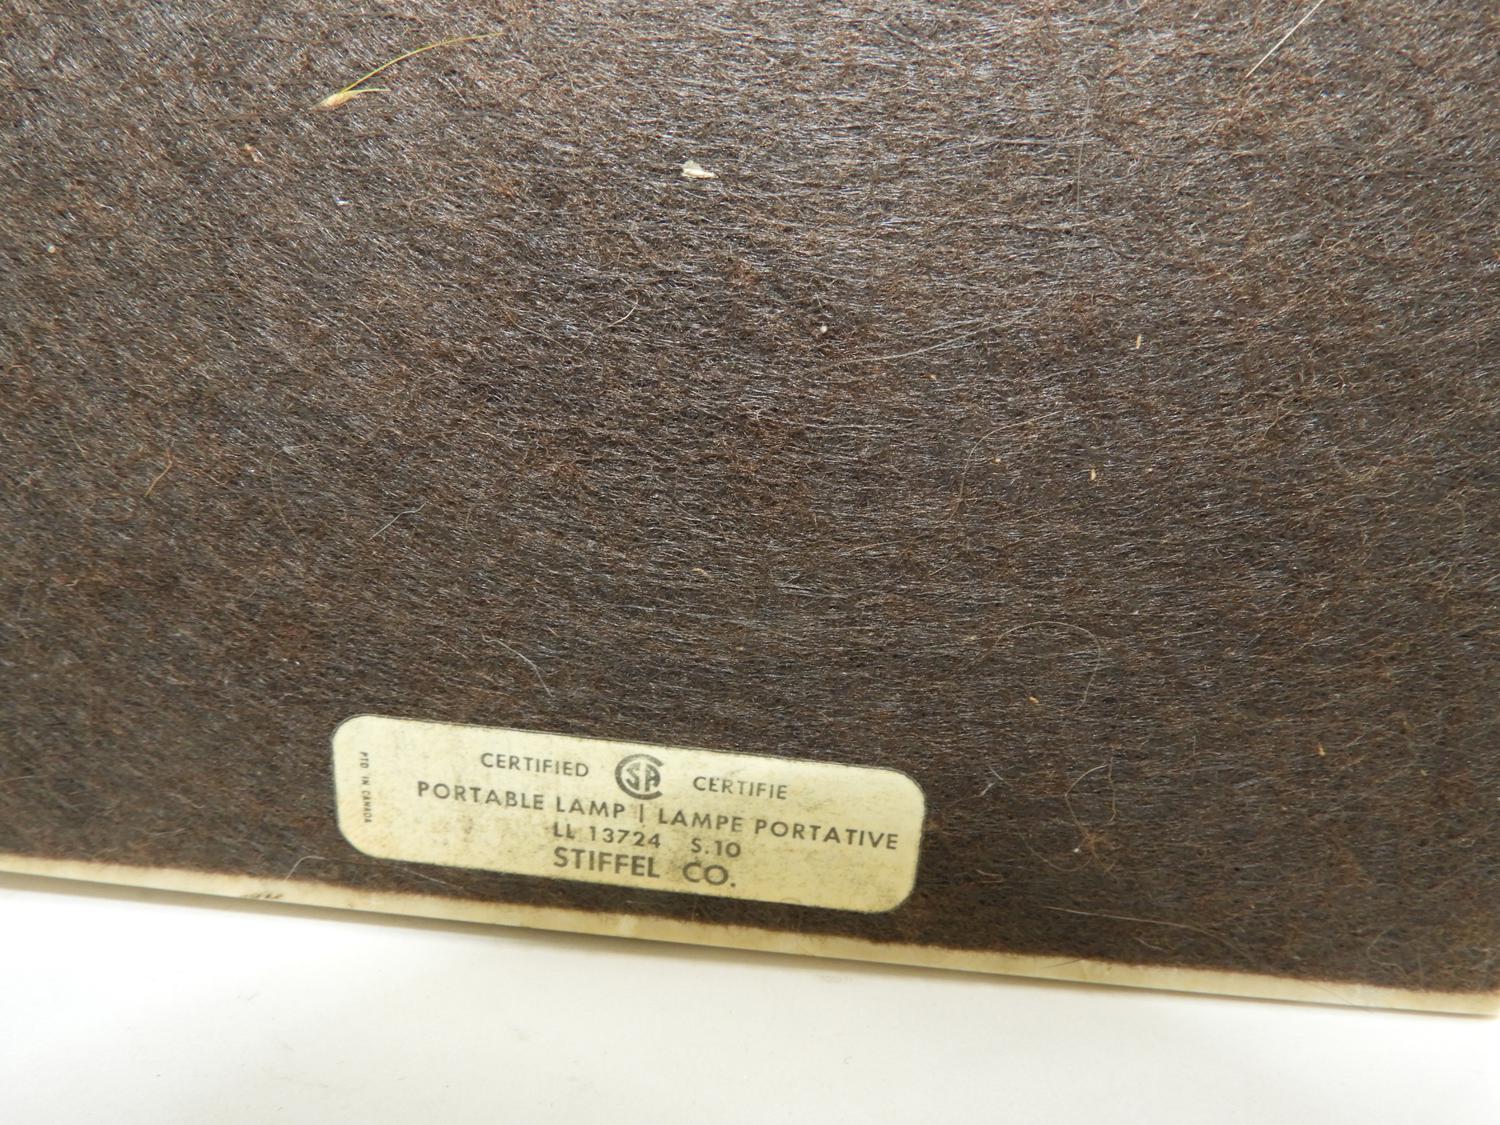 CERTIFIED CSA CERTIFIE
PORTABLE LAMP | LAMPE PORTATIVE
LL 13724 S.10
STIFFEL CO.
PTD IN CANADA